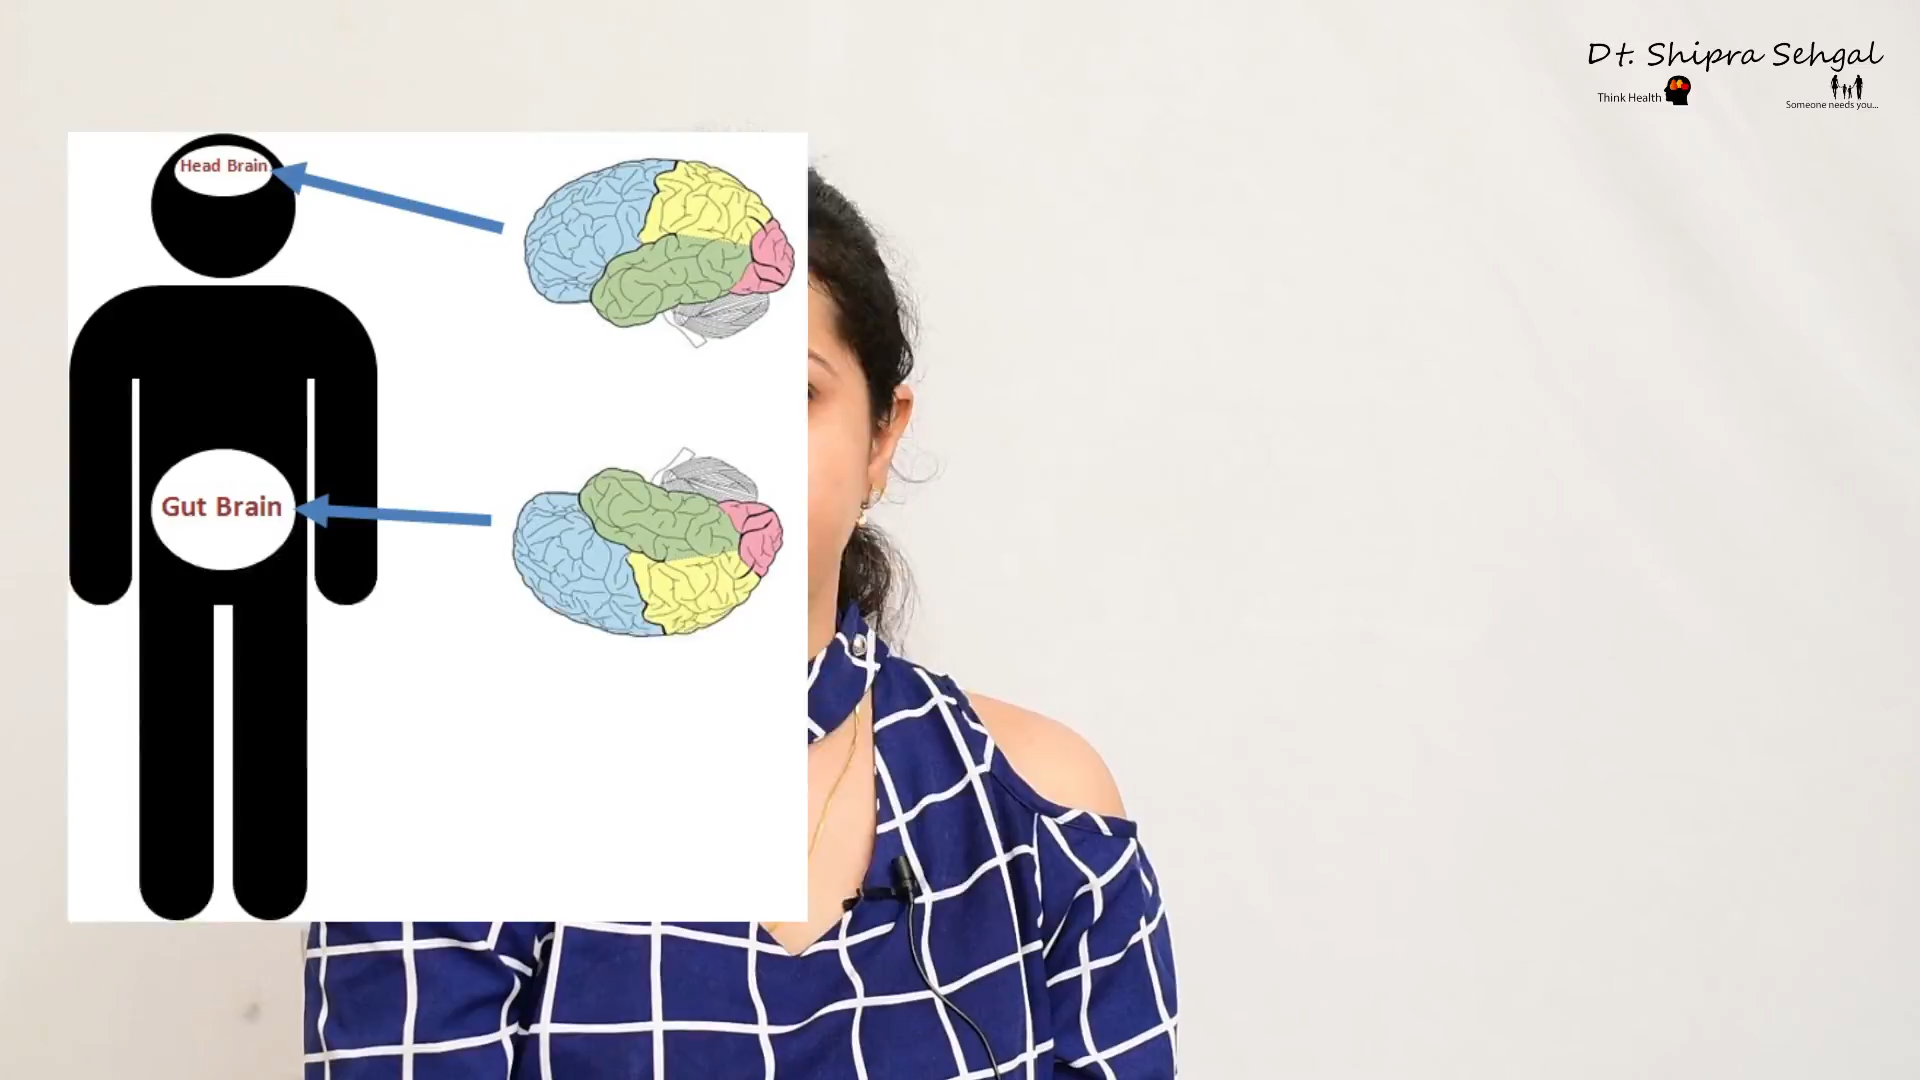 Dt. Shipra Sehgal
Think Health
Someone needs you...
Head Brain
Gut Brain